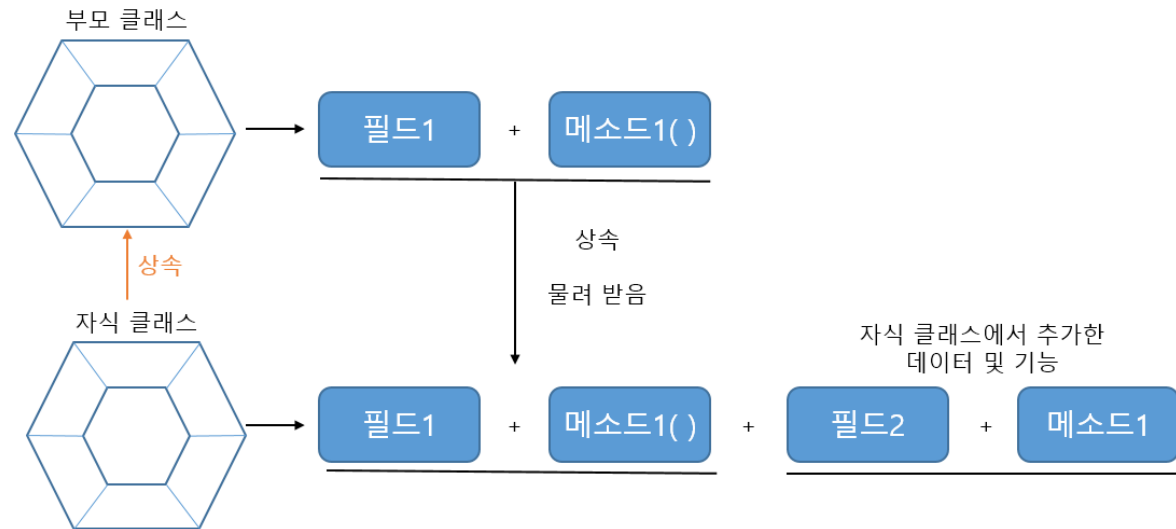 부모 클래스
필드1 + 메소드1( )
상속
상속
물려 받음
자식 클래스
자식 클래스에서 추가한
데이터 및 기능
필드1 + 메소드1( ) + 필드2 + 메소드1